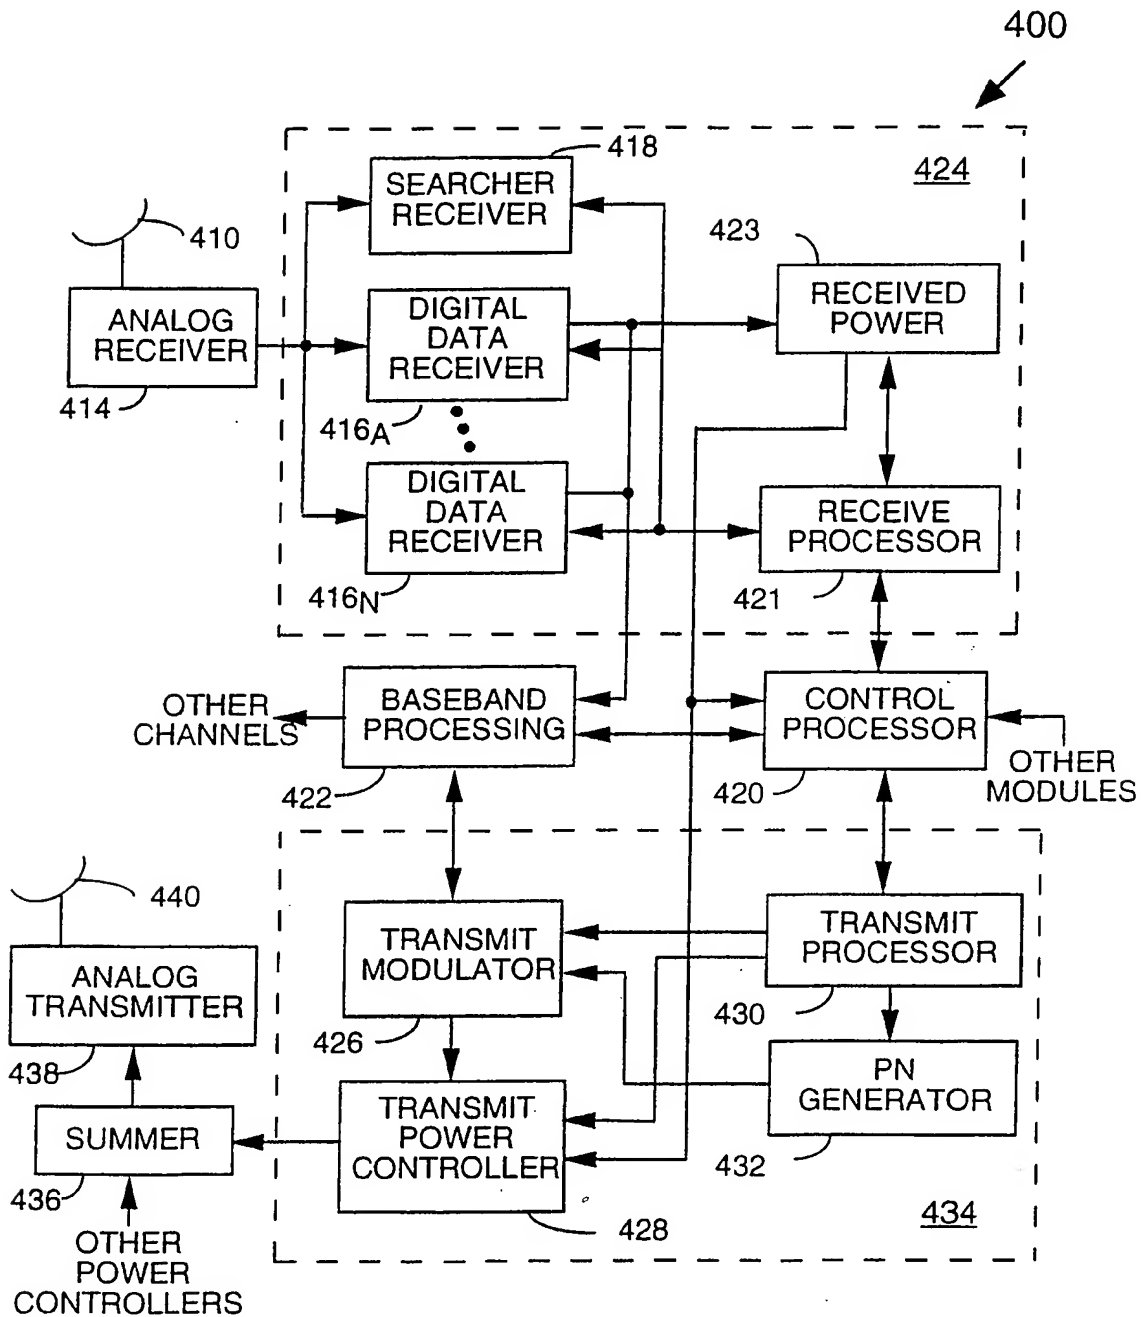 400
418
SEARCHER
RECEIVER
424
410
423
ANALOG
RECEIVER
414
DIGITAL
DATA
RECEIVER
416A
RECEIVED
POWER
DIGITAL
DATA
RECEIVER
416N
RECEIVE
PROCESSOR
421
OTHER
CHANNELS
BASEBAND
PROCESSING
422
CONTROL
PROCESSOR
420
OTHER
MODULES
440
ANALOG
TRANSMITTER
438
TRANSMIT
MODULATOR
426
TRANSMIT
PROCESSOR
430
SUMMER
436
TRANSMIT
POWER
CONTROLLER
428
PN
GENERATOR
432
434
OTHER
POWER
CONTROLLERS